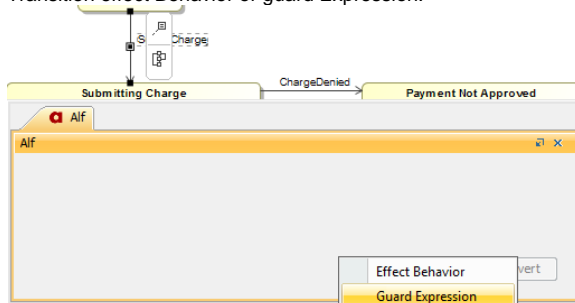 Transition effect Behavior or guard Expression.
S Charge
Submitting Charge
ChargeDenied
Payment Not Approved
Alf
Alf
Effect Behavior
vert
Guard Expression